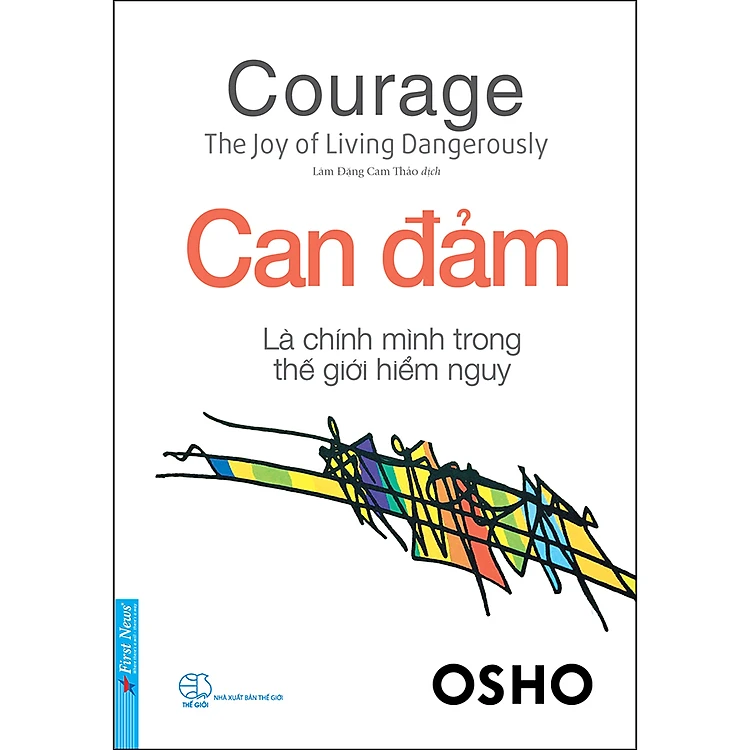 Courage
The Joy of Living Dangerously
Lâm Đặng Cam Thảo dịch
Can đảm
Là chính mình trong
thế giới hiểm nguy
First News
THẾ GIỚI
NHÀ XUẤT BẢN THẾ GIỚI
OSHO